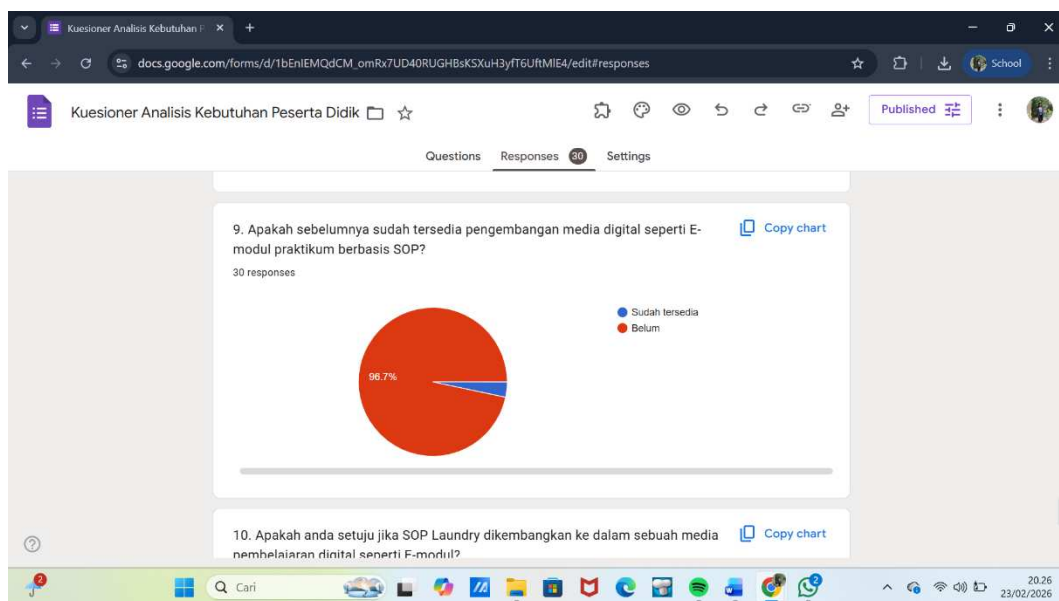 Kuesioner Analisis Kebutuhan P
docs.google.com/forms/d/1bEnIEMQdCM_omRx7UD40RUGHBsKSXuH3yfT6UftMlE4/edit#responses
School
Kuesioner Analisis Kebutuhan Peserta Didik
Published
Questions Responses 30 Settings
9. Apakah sebelumnya sudah tersedia pengembangan media digital seperti E-
modul praktikum berbasis SOP?
Copy chart
30 responses
Sudah tersedia
Belum
96.7%
10. Apakah anda setuju jika SOP Laundry dikembangkan ke dalam sebuah media
pembelajaran digital seperti E-modul?
Copy chart
2
Cari
20.26
23/02/2026